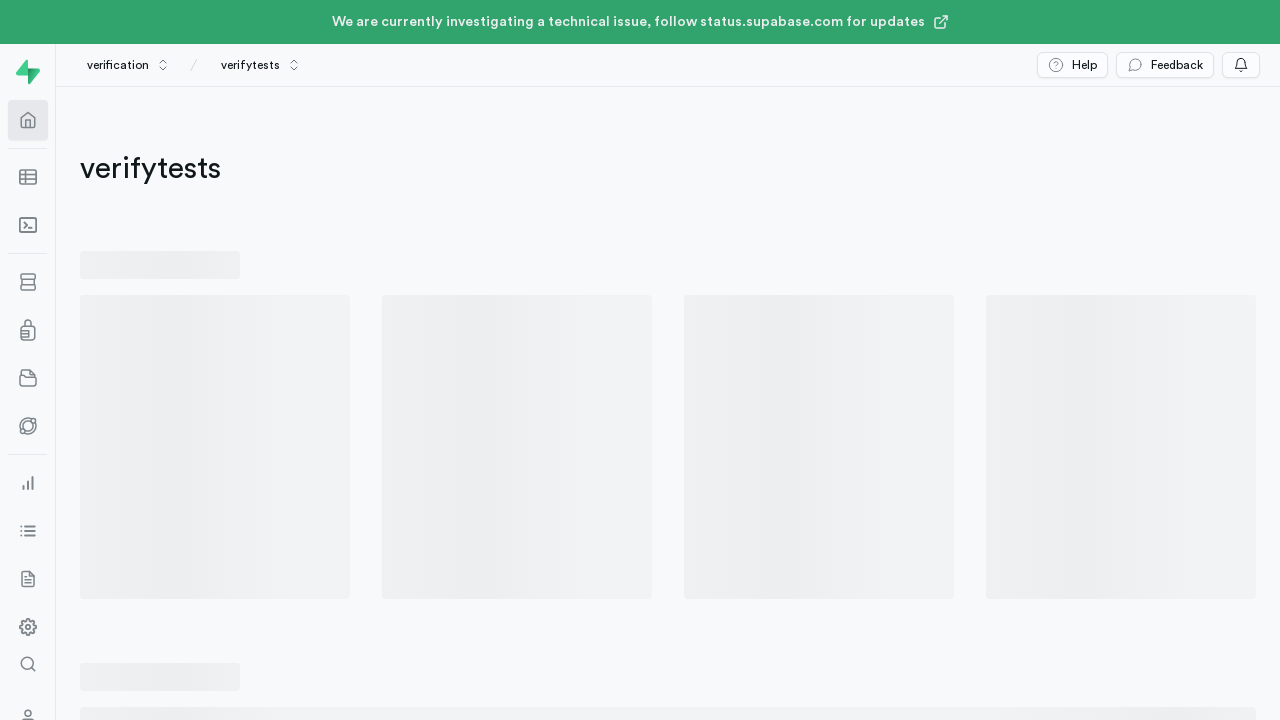 We are currently investigating a technical issue, follow status.supabase.com for updates
verification / verifytests
Help
Feedback
verifytests